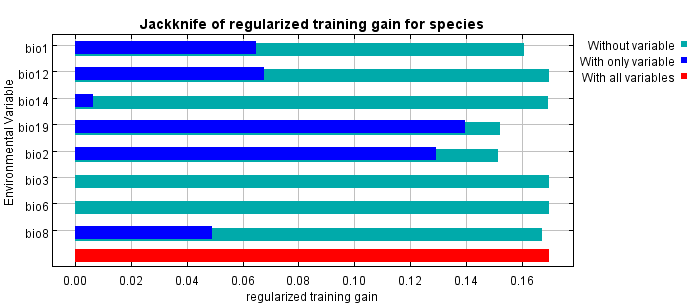 Jackknife of regularized training gain for species
Environmental Variable
bio1
bio12
bio14
bio19
bio2
bio3
bio6
bio8
0.00 0.02 0.04 0.06 0.08 0.10 0.12 0.14 0.16
regularized training gain
Without variable
With only variable
With all variables